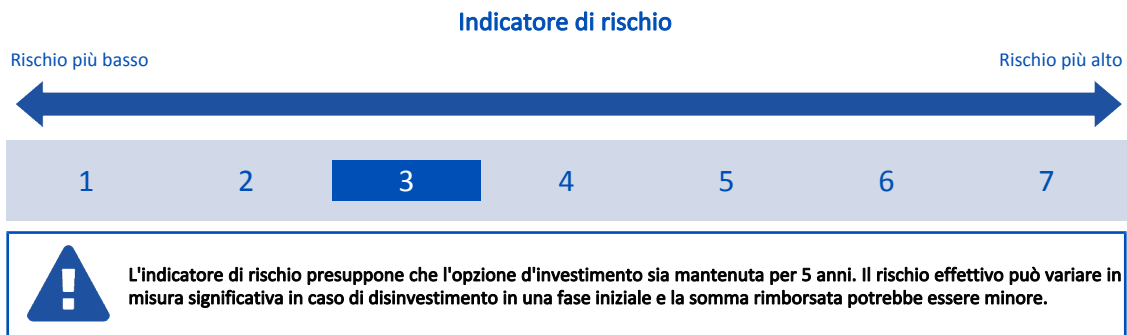 Indicatore di rischio
Rischio più basso Rischio più alto
1 2 3 4 5 6 7
L'indicatore di rischio presuppone che l'opzione d'investimento sia mantenuta per 5 anni. Il rischio effettivo può variare in
misura significativa in caso di disinvestimento in una fase iniziale e la somma rimborsata potrebbe essere minore.